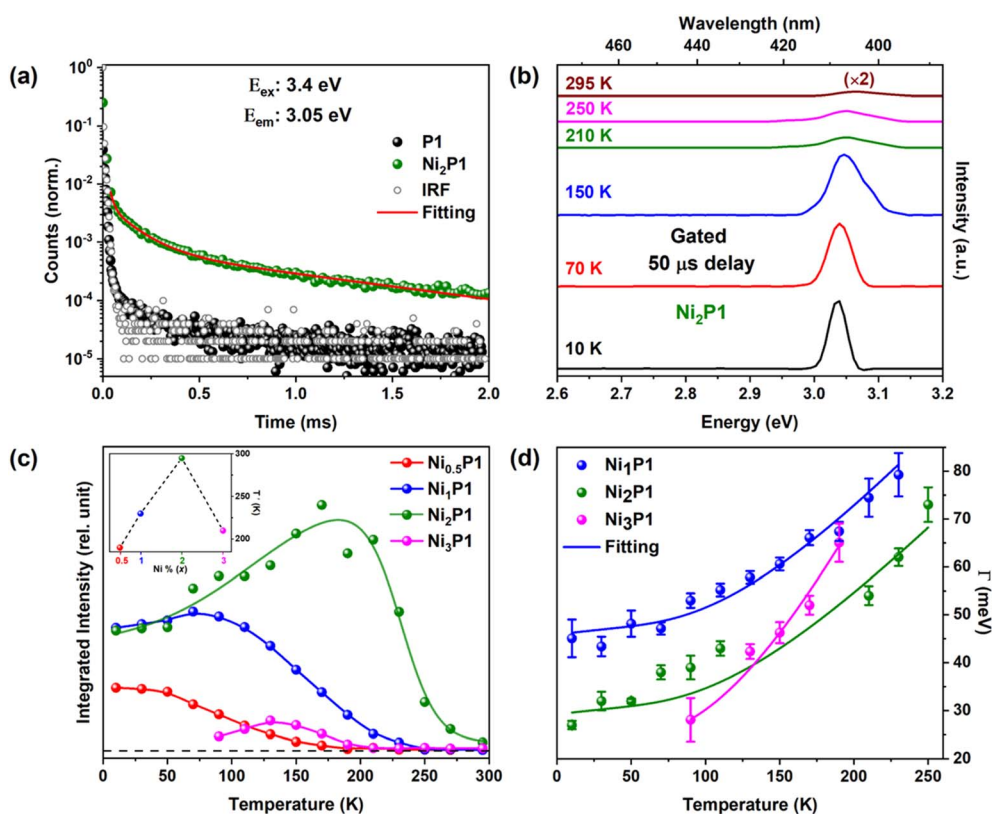 (a)
E_ex: 3.4 eV
E_em: 3.05 eV
P1
Ni₂P1
IRF
Fitting
Counts (norm.)
10⁰
10⁻¹
10⁻²
10⁻³
10⁻⁴
10⁻⁵
0.0 0.5 1.0 1.5 2.0
Time (ms)
Wavelength (nm)
460 440 420 400
(b)
295 K
(×2)
250 K
210 K
150 K
70 K
10 K
Gated
50 μs delay
Ni₂P1
Intensity (a.u.)
2.6 2.7 2.8 2.9 3.0 3.1 3.2
Energy (eV)
(c)
Ni₀.₅P1
Ni₁P1
Ni₂P1
Ni₃P1
300
250
200
T' (K)
0.5 1 2 3
Ni % (x)
Integrated Intensity (rel. unit)
0 50 100 150 200 250 300
Temperature (K)
(d)
Ni₁P1
Ni₂P1
Ni₃P1
Fitting
80
70
60
50
40
30
20
Γ (meV)
0 50 100 150 200 250
Temperature (K)